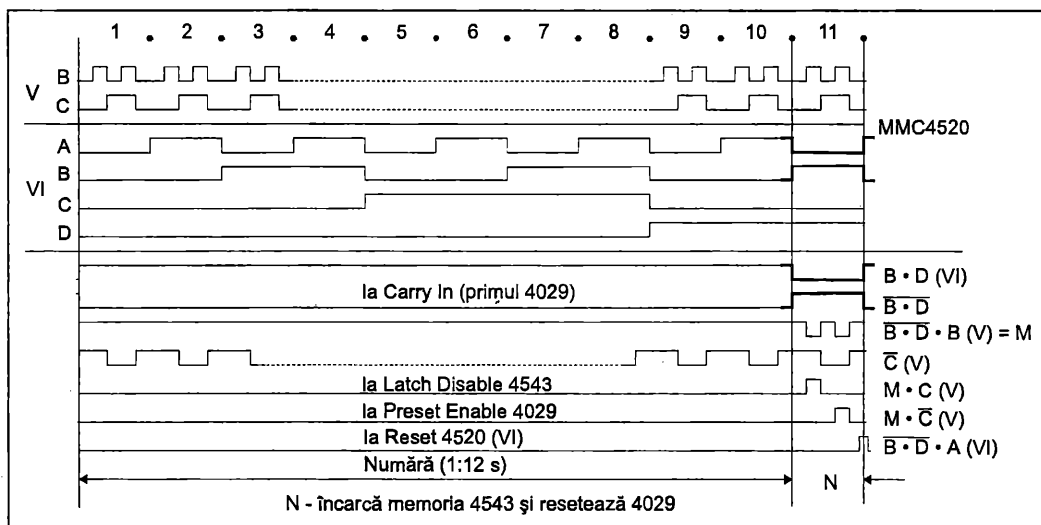 1 . 2 . 3 . 4 . 5 . 6 . 7 . 8 . 9 . 10 . 11 .
V
B
C
MMC4520
VI
A
B
C
D
la Carry In (primul 4029)
B • D (VI)
B̅ ̅•̅ ̅D̅
B̅ ̅•̅ ̅D̅ • B (V) = M
C̅ (V)
la Latch Disable 4543
M • C (V)
la Preset Enable 4029
M • C̅ (V)
la Reset 4520 (VI)
B̅ ̅•̅ ̅D̅ • A (VI)
Numără (1:12 s)
N
N - încarcă memoria 4543 şi resetează 4029